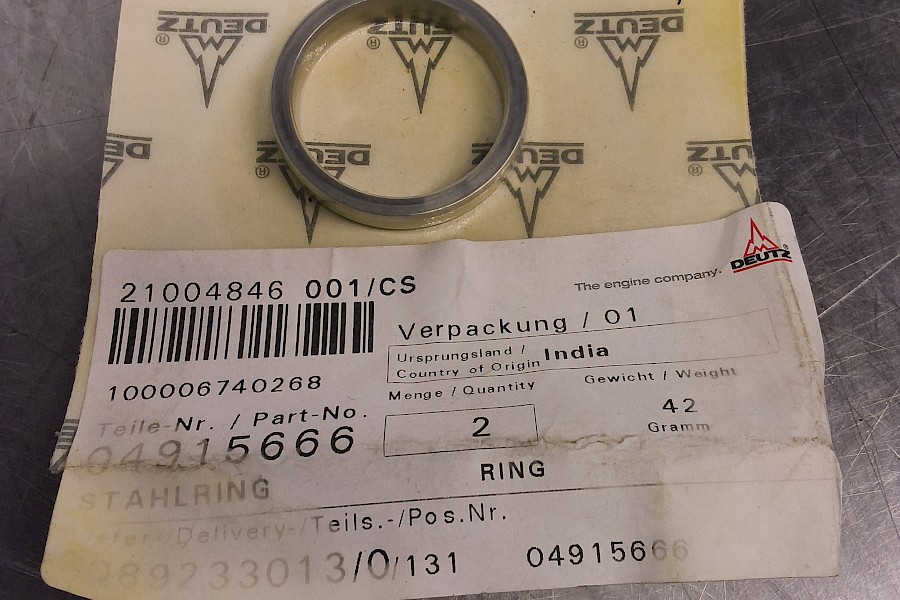 DEUTZ ® DEUTZ ® DEUTZ ®
DEUTZ DEUTZ ® DEUTZ DEUTZ ®
DEUTZ ®
The engine company.
21004846 001/CS
Verpackung / 01
Ursprungsland /
Country of Origin India
100006740268
Menge / Quantity
Gewicht / Weight
Teile-Nr. / Part-No.
04915666
2
42
Gramm
RING
STAHLRING
/Delivery-/Teils.-/Pos.Nr.
89233013/0/131
04915666